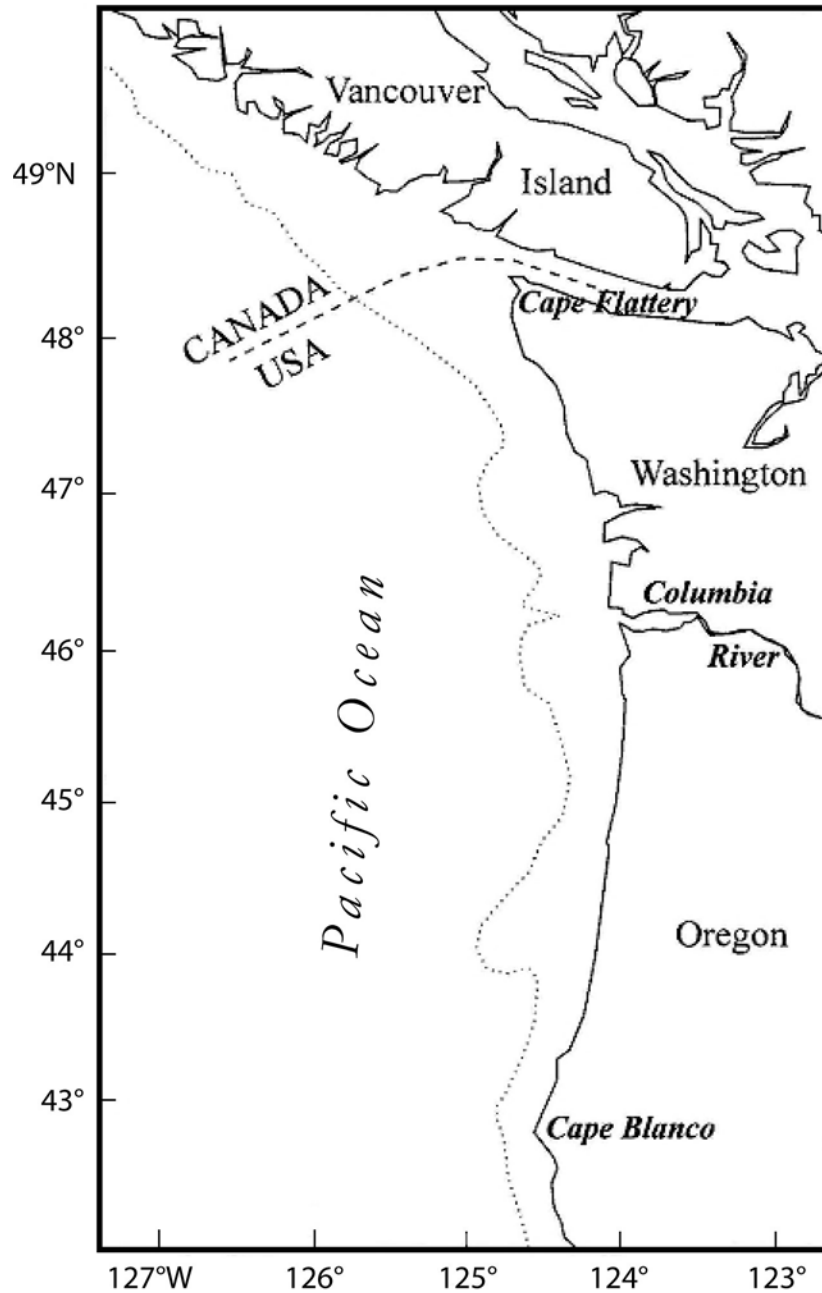 Vancouver
Island
49°N
CANADA
USA
Cape Flattery
48°
47°
Washington
Columbia
River
46°
Pacific Ocean
45°
Oregon
44°
43°
Cape Blanco
127°W
126°
125°
124°
123°